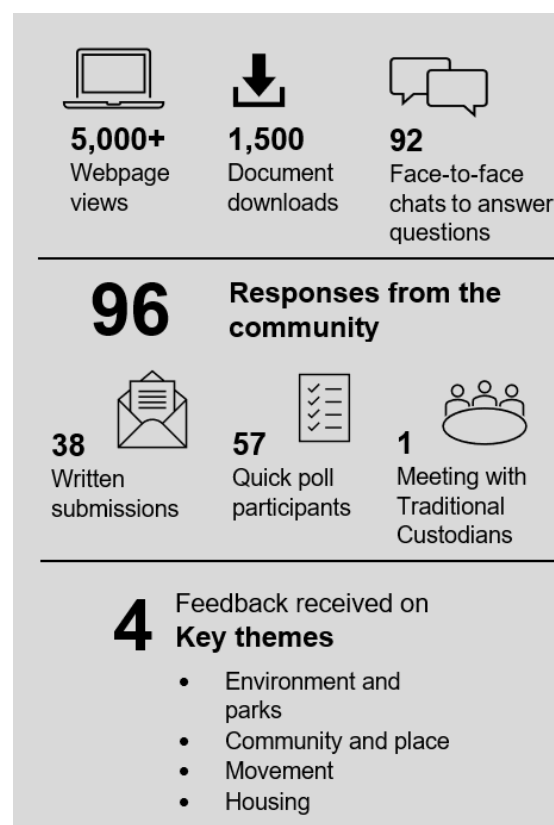 5,000+
Webpage
views
1,500
Document
downloads
92
Face-to-face
chats to answer
questions
96
Responses from the
community
38
Written
submissions
57
Quick poll
participants
1
Meeting with
Traditional
Custodians
4
Feedback received on
Key themes
• Environment and
parks
• Community and place
• Movement
• Housing